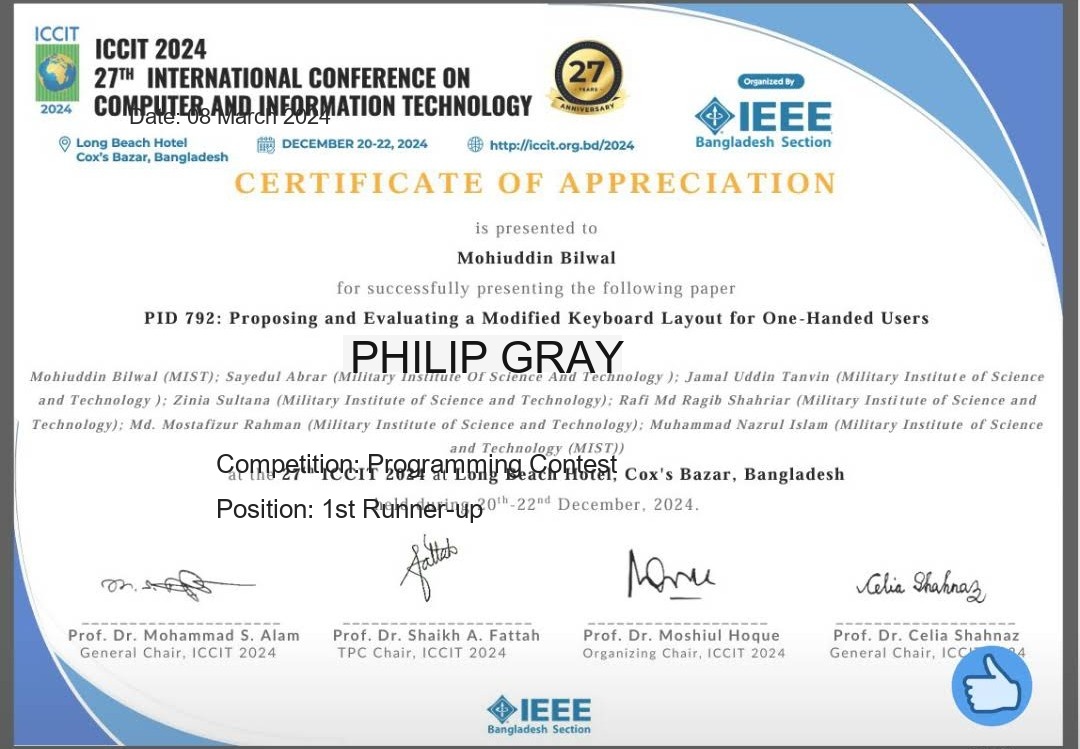 ICCIT
2024
ICCIT 2024
27TH INTERNATIONAL CONFERENCE ON
COMPUTER AND INFORMATION TECHNOLOGY
Date: 08 March 2024
27
YEARS
ANNIVERSARY
Organized By
IEEE
Bangladesh Section
Long Beach Hotel
Cox's Bazar, Bangladesh
DECEMBER 20-22, 2024
http://iccit.org.bd/2024
CERTIFICATE OF APPRECIATION
is presented to
Mohiuddin Bilwal
for successfully presenting the following paper
PID 792: Proposing and Evaluating a Modified Keyboard Layout for One-Handed Users
PHILIP GRAY
Mohiuddin Bilwal (MIST); Sayedul Abrar (Military Institute Of Science And Technology ); Jamal Uddin Tanvin (Military Institute of Science
and Technology ); Zinia Sultana (Military Institute of Science and Technology); Rafi Md Ragib Shahriar (Military Institute of Science and
Technology); Md. Mostafizur Rahman (Military Institute of Science and Technology); Muhammad Nazrul Islam (Military Institute of Science
and Technology (MIST))
Competition: Programming Contest
at the 27th ICCIT 2024 at Long Beach Hotel, Cox's Bazar, Bangladesh
Position: 1st Runner-up
held during 20th-22nd December, 2024.
Fattah
Celia Shahnaz
Prof. Dr. Mohammad S. Alam
General Chair, ICCIT 2024
Prof. Dr. Shaikh A. Fattah
TPC Chair, ICCIT 2024
Prof. Dr. Moshiul Hoque
Organizing Chair, ICCIT 2024
Prof. Dr. Celia Shahnaz
General Chair, ICC 4
IEEE
Bangladesh Section